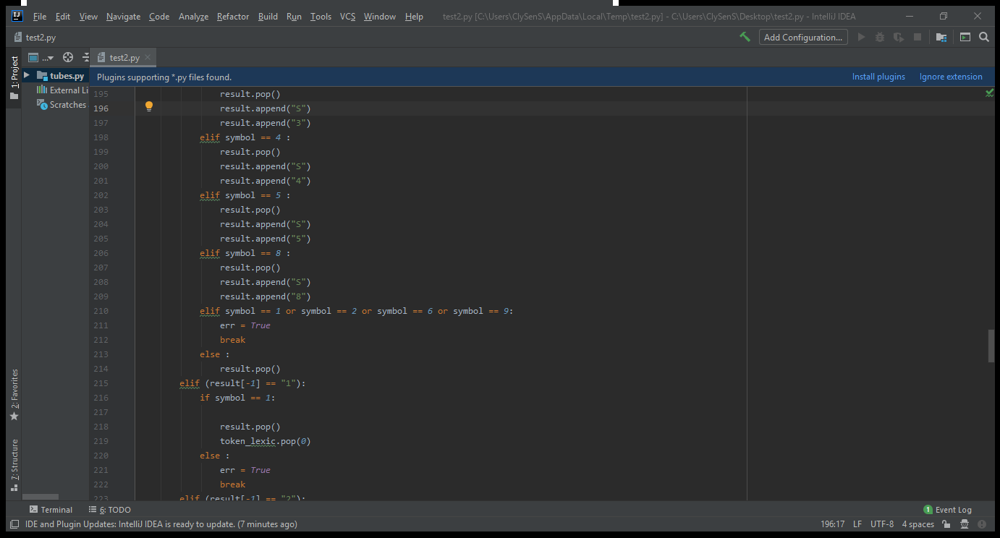 File Edit View Navigate Code Analyze Refactor Build Run Tools VCS Window Help test2.py [C:\Users\ClySenS\AppData\Local\Temp\test2.py] - C:\Users\ClySenS\Desktop\test2.py - IntelliJ IDEA
test2.py Add Configuration...
1: Project
... test2.py
tubes.py
External Li
Scratches
Plugins supporting *.py files found. Install plugins Ignore extension
195 result.pop()
196 result.append("S")
197 result.append("3")
198 elif symbol == 4 :
199 result.pop()
200 result.append("S")
201 result.append("4")
202 elif symbol == 5 :
203 result.pop()
204 result.append("S")
205 result.append("5")
206 elif symbol == 8 :
207 result.pop()
208 result.append("S")
209 result.append("8")
210 elif symbol == 1 or symbol == 2 or symbol == 6 or symbol == 9:
211 err = True
212 break
213 else :
214 result.pop()
215 elif (result[-1] == "1"):
216 if symbol == 1:
217
218 result.pop()
219 token_lexic.pop(0)
220 else :
221 err = True
222 break
223 elif (result[-1] == "2"):
2: Favorites
7: Structure
Terminal 6: TODO 1 Event Log
IDE and Plugin Updates: IntelliJ IDEA is ready to update. (7 minutes ago) 196:17 LF UTF-8 4 spaces